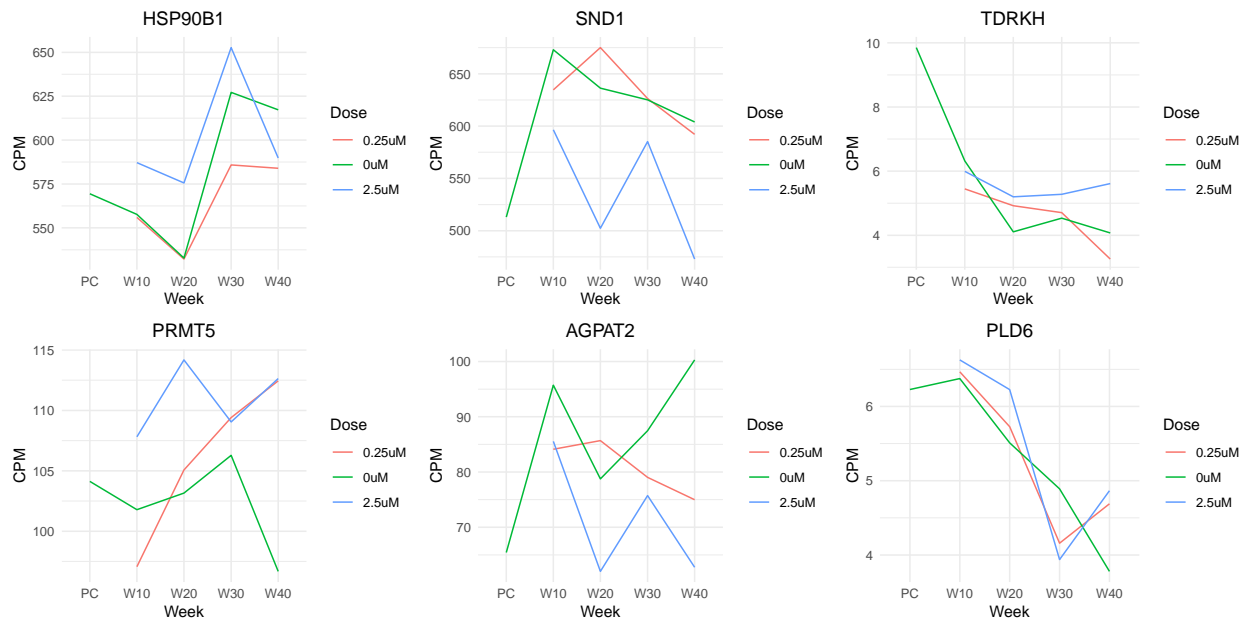 HSP90B1
CPM
650
625
600
575
550
PC W10 W20 W30 W40
Week
Dose
0.25uM
0uM
2.5uM
SND1
CPM
650
600
550
500
PC W10 W20 W30 W40
Week
Dose
0.25uM
0uM
2.5uM
TDRKH
CPM
10
8
6
4
PC W10 W20 W30 W40
Week
Dose
0.25uM
0uM
2.5uM
PRMT5
CPM
115
110
105
100
PC W10 W20 W30 W40
Week
Dose
0.25uM
0uM
2.5uM
AGPAT2
CPM
100
90
80
70
PC W10 W20 W30 W40
Week
Dose
0.25uM
0uM
2.5uM
PLD6
CPM
6
5
4
PC W10 W20 W30 W40
Week
Dose
0.25uM
0uM
2.5uM